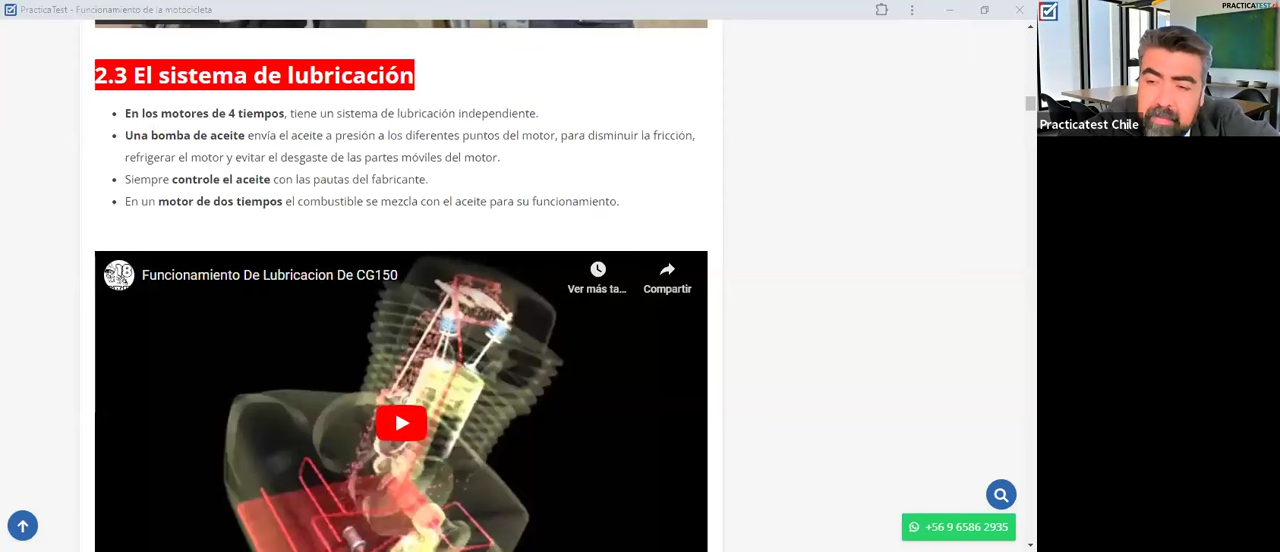 PracticaTest - Funcionamiento de la motocicleta
PRACTICATEST.cl
2.3 El sistema de lubricación
Practicatest Chile
• En los motores de 4 tiempos, tiene un sistema de lubricación independiente.
• Una bomba de aceite envía el aceite a presión a los diferentes puntos del motor, para disminuir la fricción,
refrigerar el motor y evitar el desgaste de las partes móviles del motor.
• Siempre controle el aceite con las pautas del fabricante.
• En un motor de dos tiempos el combustible se mezcla con el aceite para su funcionamiento.
Funcionamiento De Lubricacion De CG150
Ver más ta...
Compartir
+56 9 6586 2935